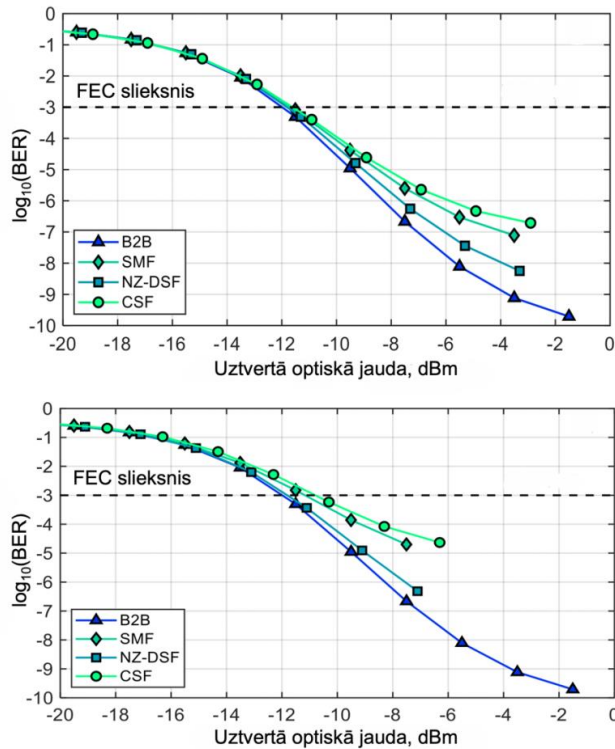 0
-1
-2
FEC slieksnis
-3
-4
-5
-6
-7
-8
-9
-10
log10(BER)
B2B
SMF
NZ-DSF
CSF
-20 -18 -16 -14 -12 -10 -8 -6 -4 -2 0
Uztvertā optiskā jauda, dBm
0
-1
-2
FEC slieksnis
-3
-4
-5
-6
-7
-8
-9
-10
log10(BER)
B2B
SMF
NZ-DSF
CSF
-20 -18 -16 -14 -12 -10 -8 -6 -4 -2 0
Uztvertā optiskā jauda, dBm